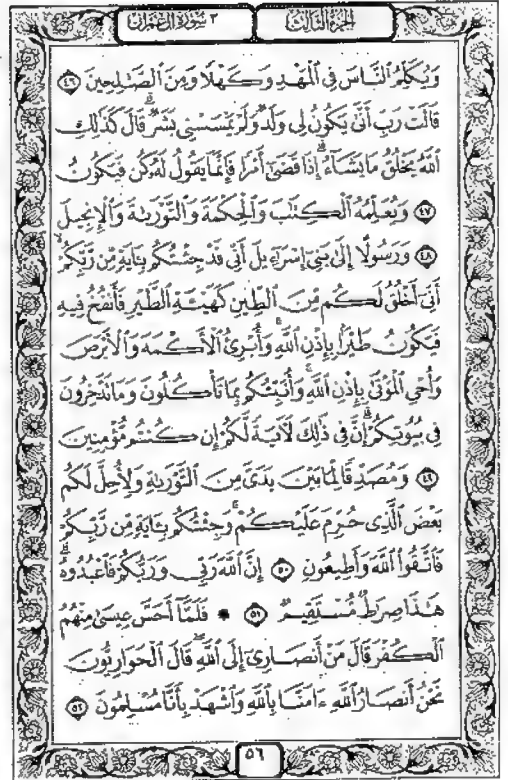 الجزء الثالث
٣ سورة آل عمران
وَيُكَلِّمُ ٱلنَّاسَ فِي ٱلْمَهْدِ وَكَهْلًا وَمِنَ ٱلصَّٰلِحِينَ ٤٦
قَالَتْ رَبِّ أَنَّىٰ يَكُونُ لِي وَلَدٌ وَلَمْ يَمْسَسْنِي بَشَرٌ قَالَ كَذَٰلِكِ
ٱللَّهُ يَخْلُقُ مَا يَشَآءُ إِذَا قَضَىٰٓ أَمْرًا فَإِنَّمَا يَقُولُ لَهُۥ كُن فَيَكُونُ
٤٧ وَيُعَلِّمُهُ ٱلْكِتَٰبَ وَٱلْحِكْمَةَ وَٱلتَّوْرَىٰةَ وَٱلْإِنجِيلَ
٤٨ وَرَسُولًا إِلَىٰ بَنِيٓ إِسْرَٰٓءِيلَ أَنِّي قَدْ جِئْتُكُم بِـَٔايَةٍ مِّن رَّبِّكُمْ
أَنِّيٓ أَخْلُقُ لَكُم مِّنَ ٱلطِّينِ كَهَيْـَٔةِ ٱلطَّيْرِ فَأَنفُخُ فِيهِ
فَيَكُونُ طَيْرًۢا بِإِذْنِ ٱللَّهِ وَأُبْرِئُ ٱلْأَكْمَهَ وَٱلْأَبْرَصَ
وَأُحْيِ ٱلْمَوْتَىٰ بِإِذْنِ ٱللَّهِ وَأُنَبِّئُكُم بِمَا تَأْكُلُونَ وَمَا تَدَّخِرُونَ
فِي بُيُوتِكُمْ إِنَّ فِي ذَٰلِكَ لَـَٔايَةً لَّكُمْ إِن كُنتُم مُّؤْمِنِينَ
٤٩ وَمُصَدِّقًا لِّمَا بَيْنَ يَدَيَّ مِنَ ٱلتَّوْرَىٰةِ وَلِأُحِلَّ لَكُم
بَعْضَ ٱلَّذِي حُرِّمَ عَلَيْكُمْ وَجِئْتُكُم بِـَٔايَةٍ مِّن رَّبِّكُمْ
فَٱتَّقُوا۟ ٱللَّهَ وَأَطِيعُونِ ٥٠ إِنَّ ٱللَّهَ رَبِّي وَرَبُّكُمْ فَٱعْبُدُوهُ
هَٰذَا صِرَٰطٌ مُّسْتَقِيمٌ ٥١ فَلَمَّآ أَحَسَّ عِيسَىٰ مِنْهُمُ
ٱلْكُفْرَ قَالَ مَنْ أَنصَارِيٓ إِلَى ٱللَّهِ قَالَ ٱلْحَوَارِيُّونَ
نَحْنُ أَنصَارُ ٱللَّهِ ءَامَنَّا بِٱللَّهِ وَٱشْهَدْ بِأَنَّا مُسْلِمُونَ ٥٢
٥٦